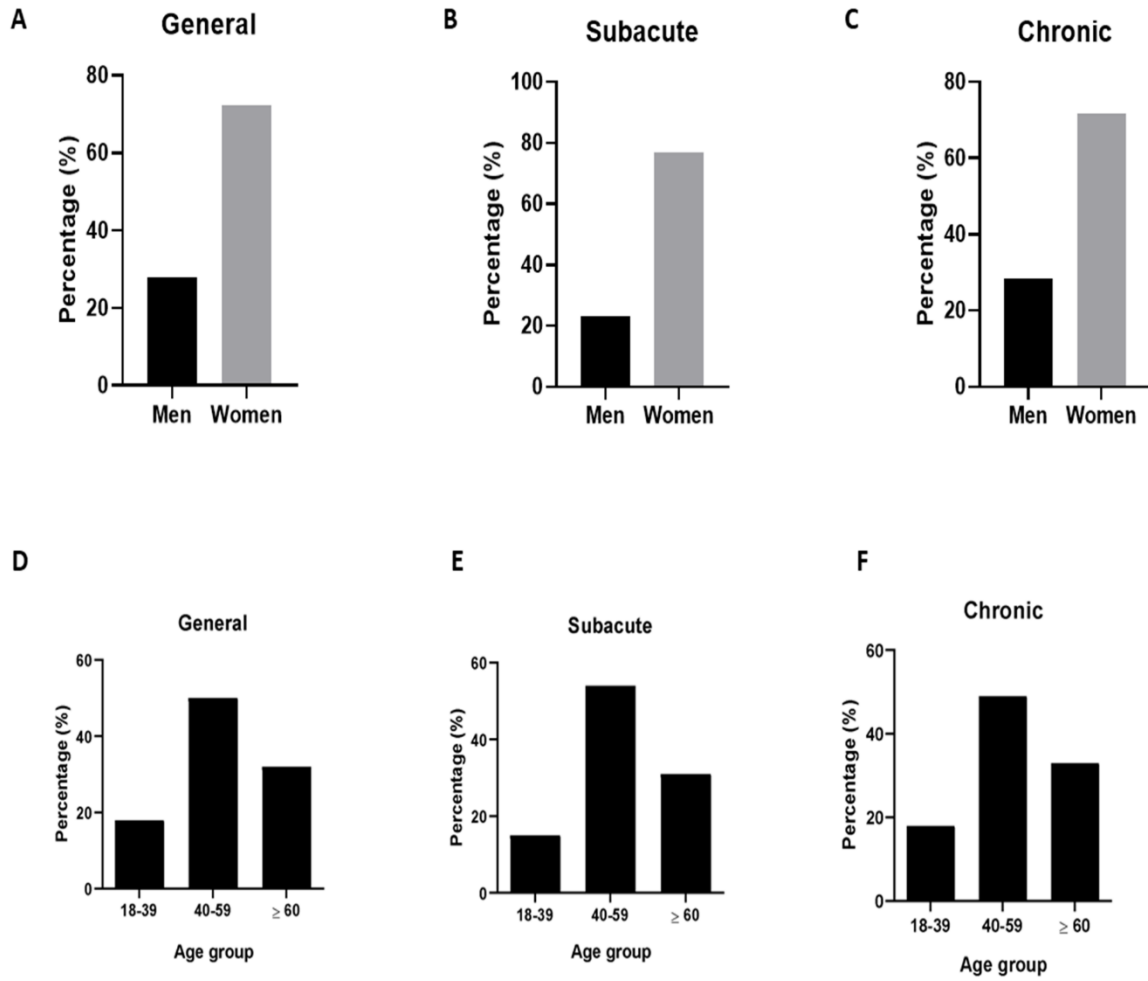 A
General
Percentage (%)
80
60
40
20
0
Men Women
B
Subacute
Percentage (%)
100
80
60
40
20
0
Men Women
C
Chronic
Percentage (%)
80
60
40
20
0
Men Women
D
General
Percentage (%)
60
40
20
0
18-39 40-59 ≥ 60
Age group
E
Subacute
Percentage (%)
60
40
20
0
18-39 40-59 ≥ 60
Age group
F
Chronic
Percentage (%)
60
40
20
0
18-39 40-59 ≥ 60
Age group